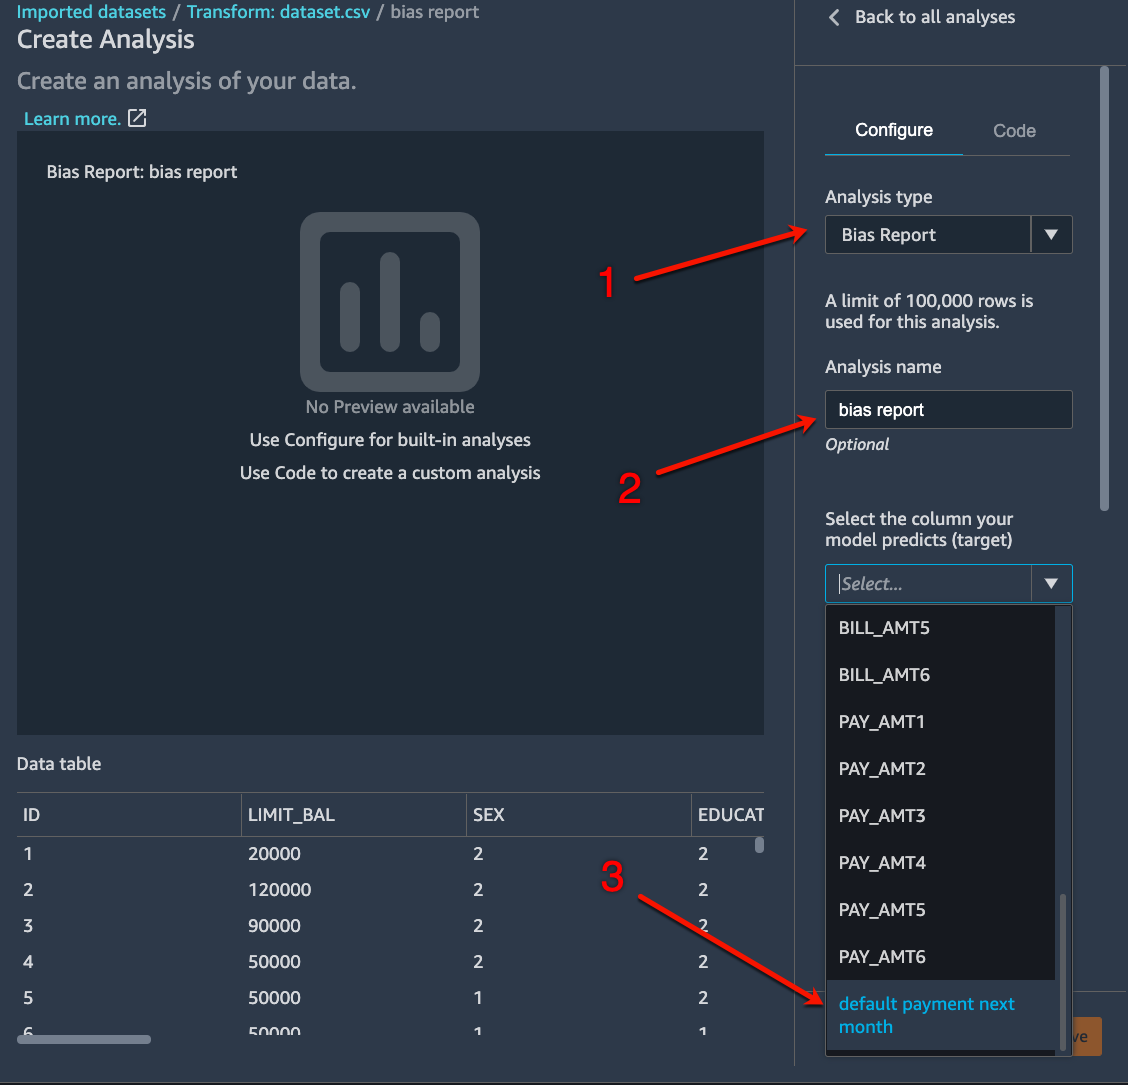 Imported datasets / Transform: dataset.csv / bias report
Create Analysis
Create an analysis of your data.
Learn more.
Bias Report: bias report
No Preview available
Use Configure for built-in analyses
Use Code to create a custom analysis
Data table
ID LIMIT_BAL SEX EDUCAT
1 20000 2 2
2 120000 2 2
3 90000 2 2
4 50000 2 2
5 50000 1 2
6 50000 1 1
Back to all analyses
Configure Code
Analysis type
Bias Report
1
A limit of 100,000 rows is
used for this analysis.
Analysis name
bias report
Optional
2
Select the column your
model predicts (target)
Select...
BILL_AMT5
BILL_AMT6
PAY_AMT1
PAY_AMT2
PAY_AMT3
PAY_AMT4
PAY_AMT5
PAY_AMT6
3
default payment next
month
ve